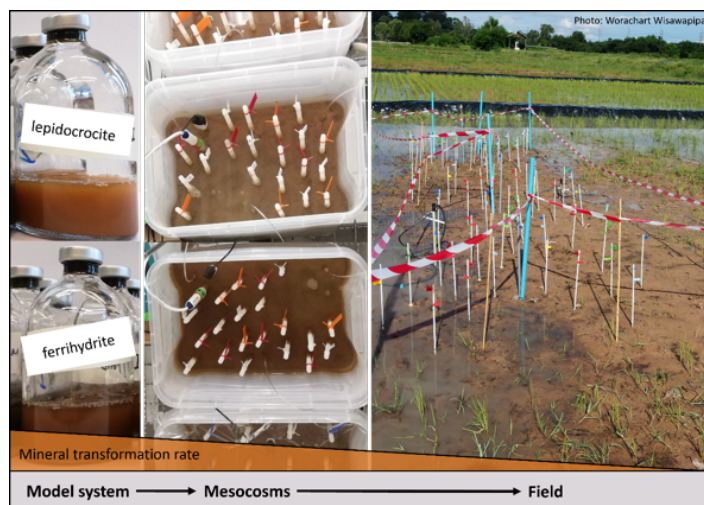 Photo: Worachart Wisawapipa
lepidocrocite
ferrihydrite
Mineral transformation rate
Model system
Mesocosms
Field